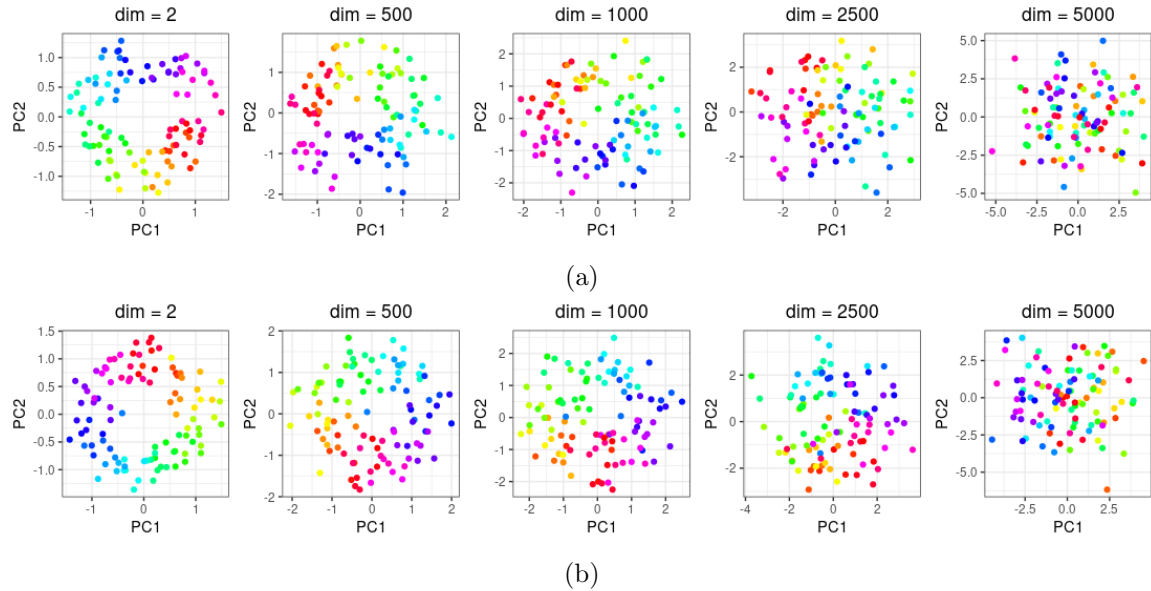 dim = 2 dim = 500 dim = 1000 dim = 2500 dim = 5000
1.0 0.5 0.0 -0.5 -1.0
1 0 -1 -2
2 1 0 -1 -2
2 0 -2
5.0 2.5 0.0 -2.5 -5.0
PC2 PC2 PC2 PC2 PC2
-1 0 1
-1 0 1 2
-2 -1 0 1 2
-2 0 2
-5.0 -2.5 0.0 2.5
PC1 PC1 PC1 PC1 PC1
(a)
dim = 2 dim = 500 dim = 1000 dim = 2500 dim = 5000
1.5 1.0 0.5 0.0 -0.5 -1.0
2 1 0 -1 -2
2 1 0 -1 -2
2 0 -2
2.5 0.0 -2.5 -5.0
PC2 PC2 PC2 PC2 PC2
-1 0 1
-2 -1 0 1 2
-2 -1 0 1 2
-4 -2 0 2
-2.5 0.0 2.5
PC1 PC1 PC1 PC1 PC1
(b)